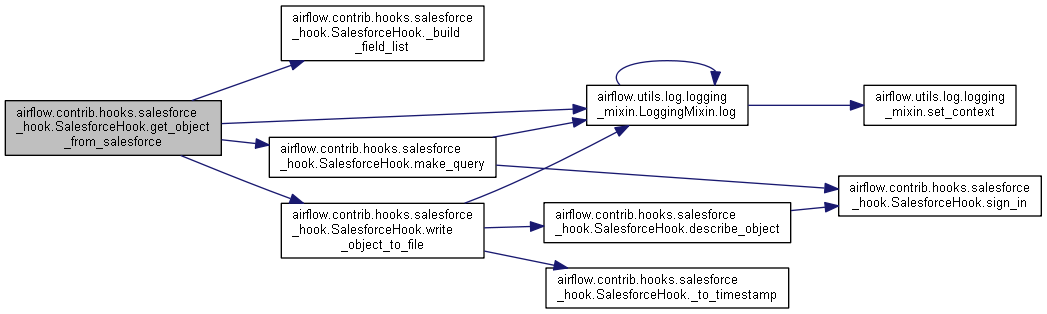 airflow.contrib.hooks.salesforce
_hook.SalesforceHook._build
_field_list
airflow.contrib.hooks.salesforce
_hook.SalesforceHook.get_object
_from_salesforce
airflow.utils.log.logging
_mixin.LoggingMixin.log
airflow.utils.log.logging
_mixin.set_context
airflow.contrib.hooks.salesforce
_hook.SalesforceHook.make_query
airflow.contrib.hooks.salesforce
_hook.SalesforceHook.sign_in
airflow.contrib.hooks.salesforce
_hook.SalesforceHook.write
_object_to_file
airflow.contrib.hooks.salesforce
_hook.SalesforceHook.describe_object
airflow.contrib.hooks.salesforce
_hook.SalesforceHook._to_timestamp